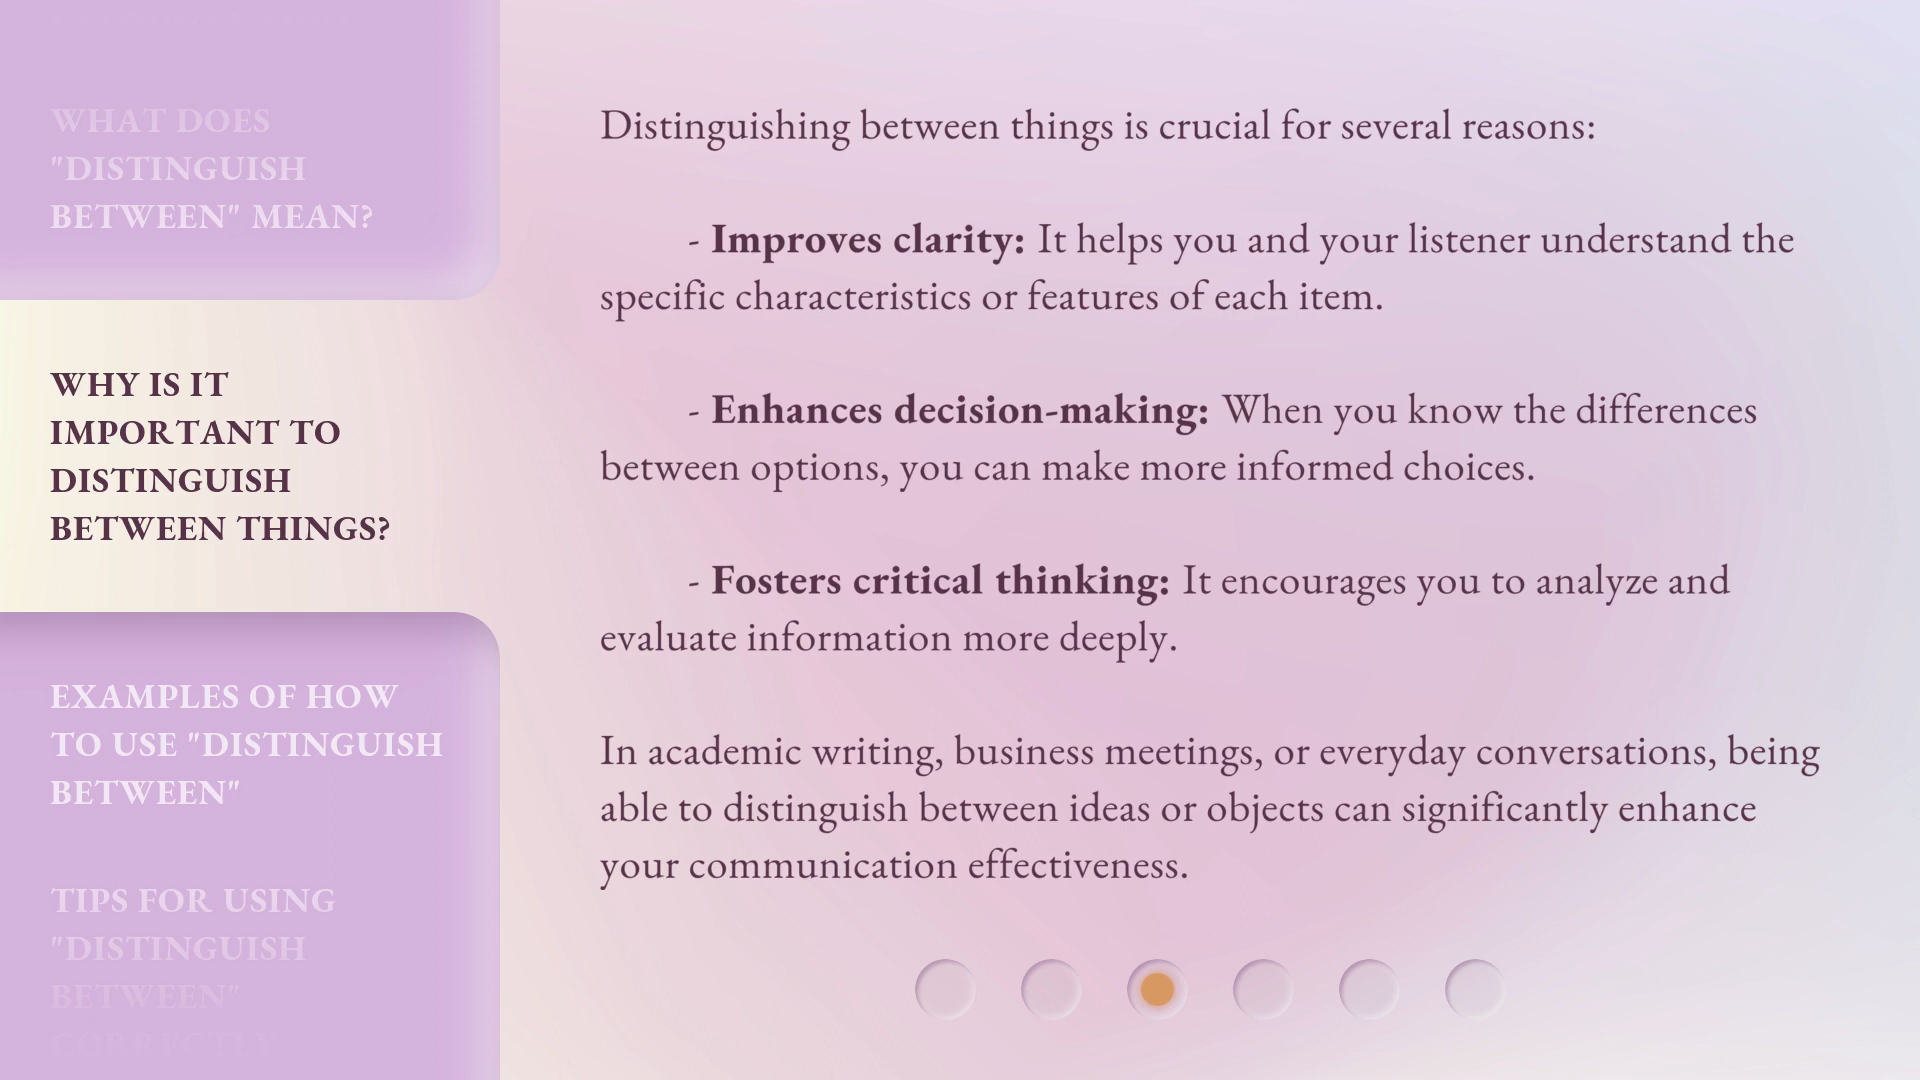 WHAT DOES
"DISTINGUISH
BETWEEN" MEAN?
WHY IS IT
IMPORTANT TO
DISTINGUISH
BETWEEN THINGS?
EXAMPLES OF HOW
TO USE "DISTINGUISH
BETWEEN"
TIPS FOR USING
"DISTINGUISH
BETWEEN"
CORRECTLY
Distinguishing between things is crucial for several reasons:
- Improves clarity: It helps you and your listener understand the
specific characteristics or features of each item.
- Enhances decision-making: When you know the differences
between options, you can make more informed choices.
- Fosters critical thinking: It encourages you to analyze and
evaluate information more deeply.
In academic writing, business meetings, or everyday conversations, being
able to distinguish between ideas or objects can significantly enhance
your communication effectiveness.